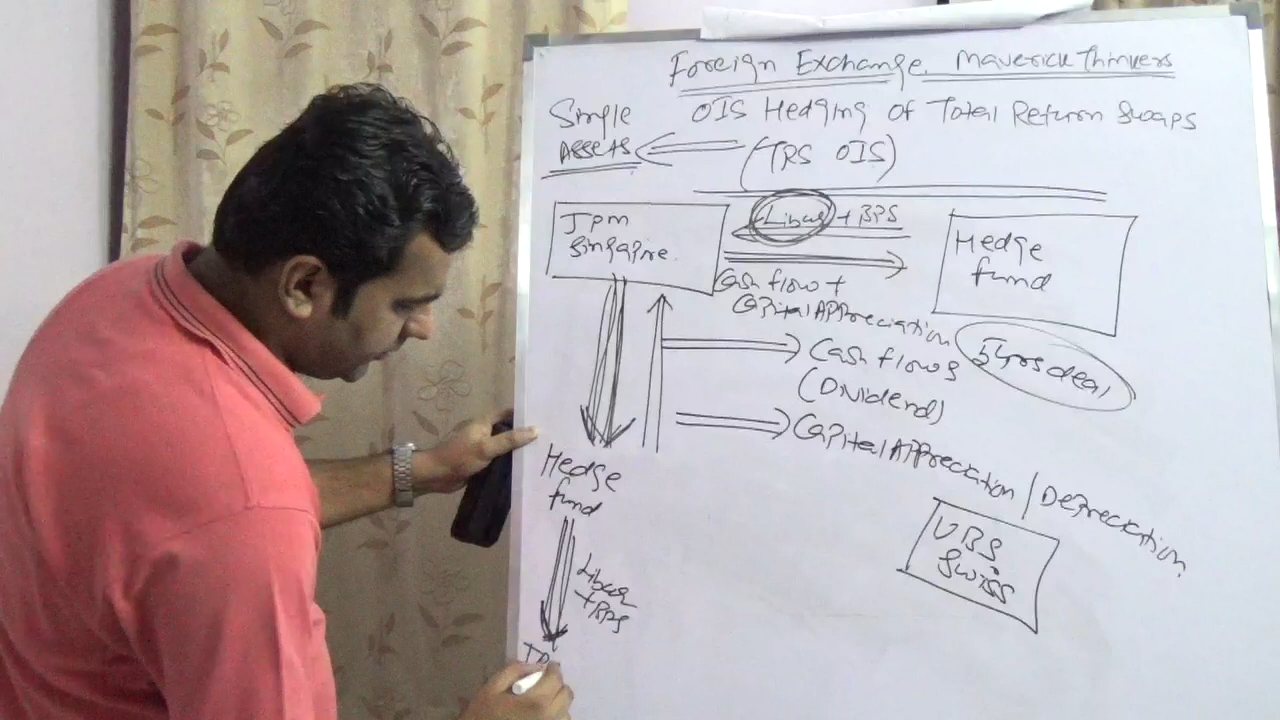 Foreign Exchange, Maverick Thinkers
Simple
ASSETS
OIS Hedging of Total Return Swaps
(TRS OIS)
JPM
Singapore
Libor + BPS
Cash flow +
Capital Appreciation
Hedge
fund
5yrs deal
Cash flows
(Dividend)
Capital Appreciation / Depreciation
Hedge
fund
Libor
+ BPS
UBS
Swiss